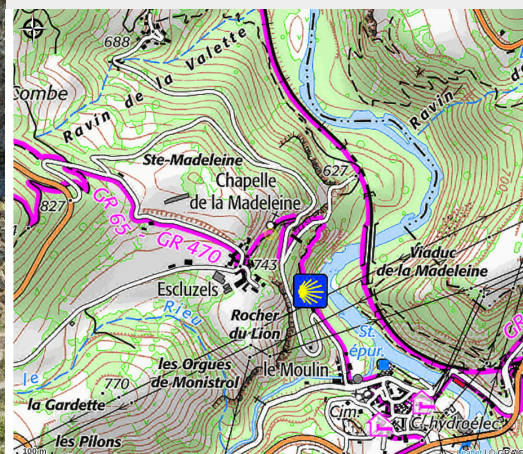 688
Ravin de la Valette
Combe
Ravin
Ste-Madeleine
Chapelle
de la Madeleine
627
827
GR 65 - GR 470
743
Viaduc
de la Madeleine
Escluzels
Rieu
Rocher
du Lion
St.
épur.
les Orgues
de Monistrol
le Moulin
770
la Gardette
Cim.
C. hydroélec.
les Pilons
100 m
Leaflet